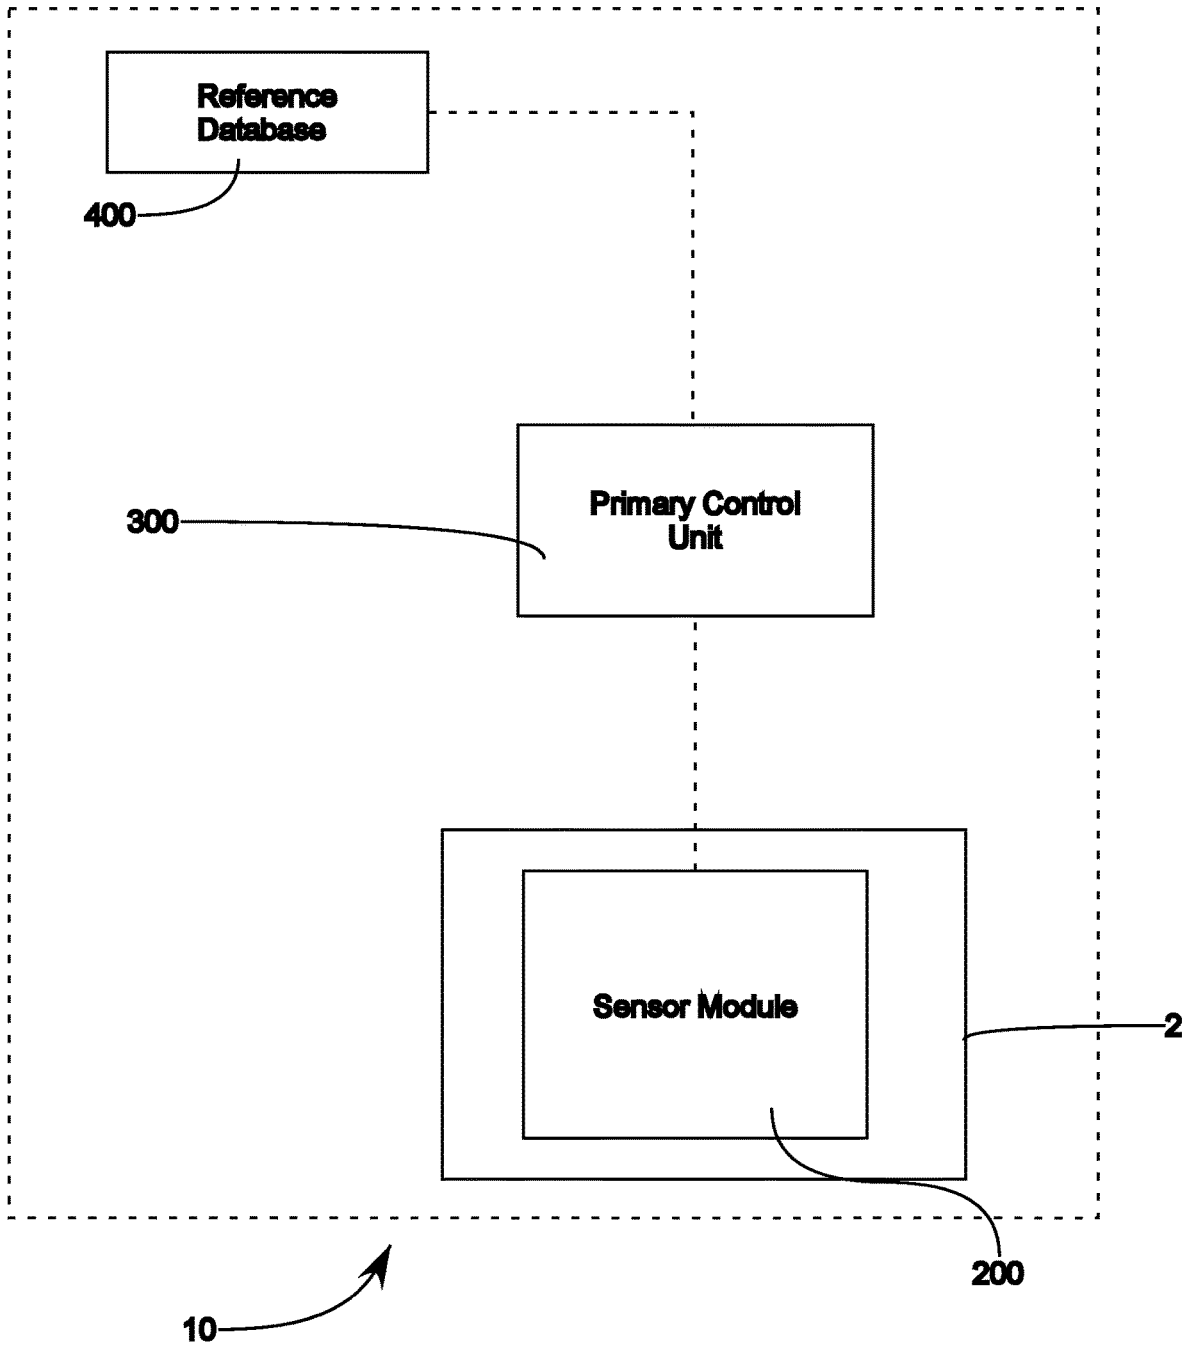 Reference
Database
400
300
Primary Control
Unit
Sensor Module
2
200
10